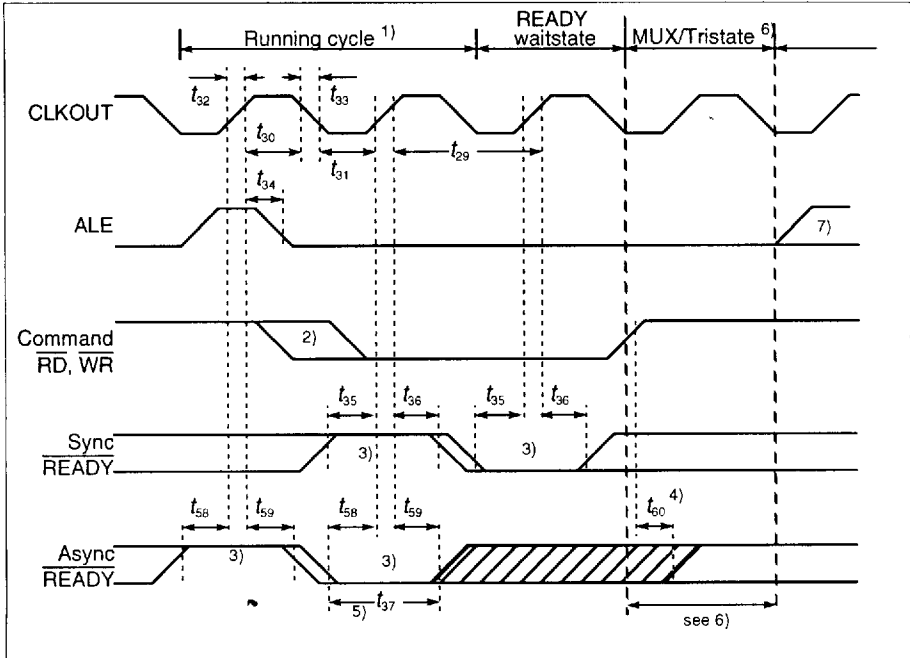 Running cycle 1)
READY
waitstate
MUX/Tristate 6)
t32
t33
CLKOUT
t30
t31
t29
t34
ALE
7)
Command
RD, WR
2)
t35
t36
t35
t36
Sync
READY
3)
3)
t58
t59
t58
t59
t60 4)
Async
READY
3)
3)
5)
t37
see 6)